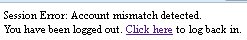 Session Error: Account mismatch detected.
You have been logged out. Click here to log back in.